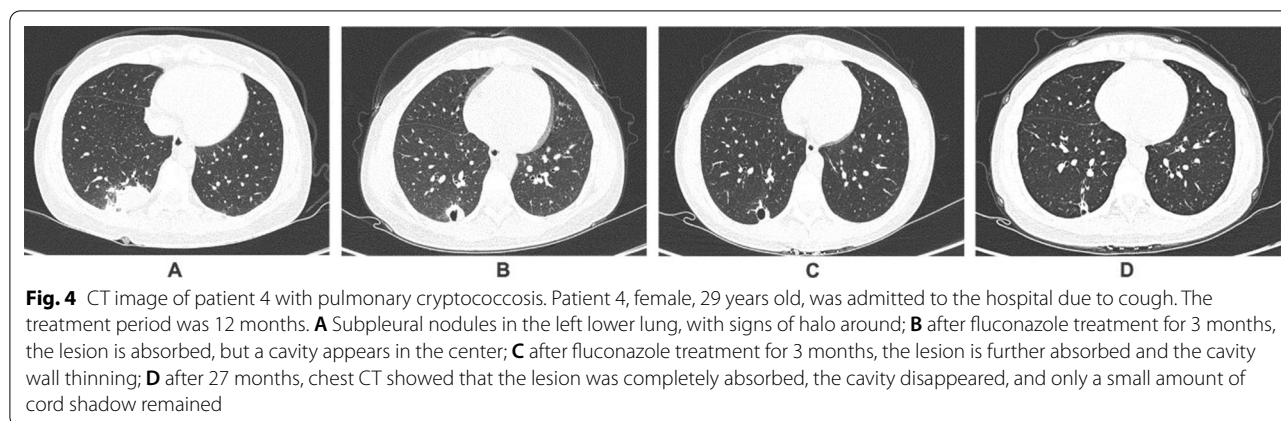 A B C D
Fig. 4 CT image of patient 4 with pulmonary cryptococcosis. Patient 4, female, 29 years old, was admitted to the hospital due to cough. The
treatment period was 12 months. A Subpleural nodules in the left lower lung, with signs of halo around; B after fluconazole treatment for 3 months,
the lesion is absorbed, but a cavity appears in the center; C after fluconazole treatment for 3 months, the lesion is further absorbed and the cavity
wall thinning; D after 27 months, chest CT showed that the lesion was completely absorbed, the cavity disappeared, and only a small amount of
cord shadow remained